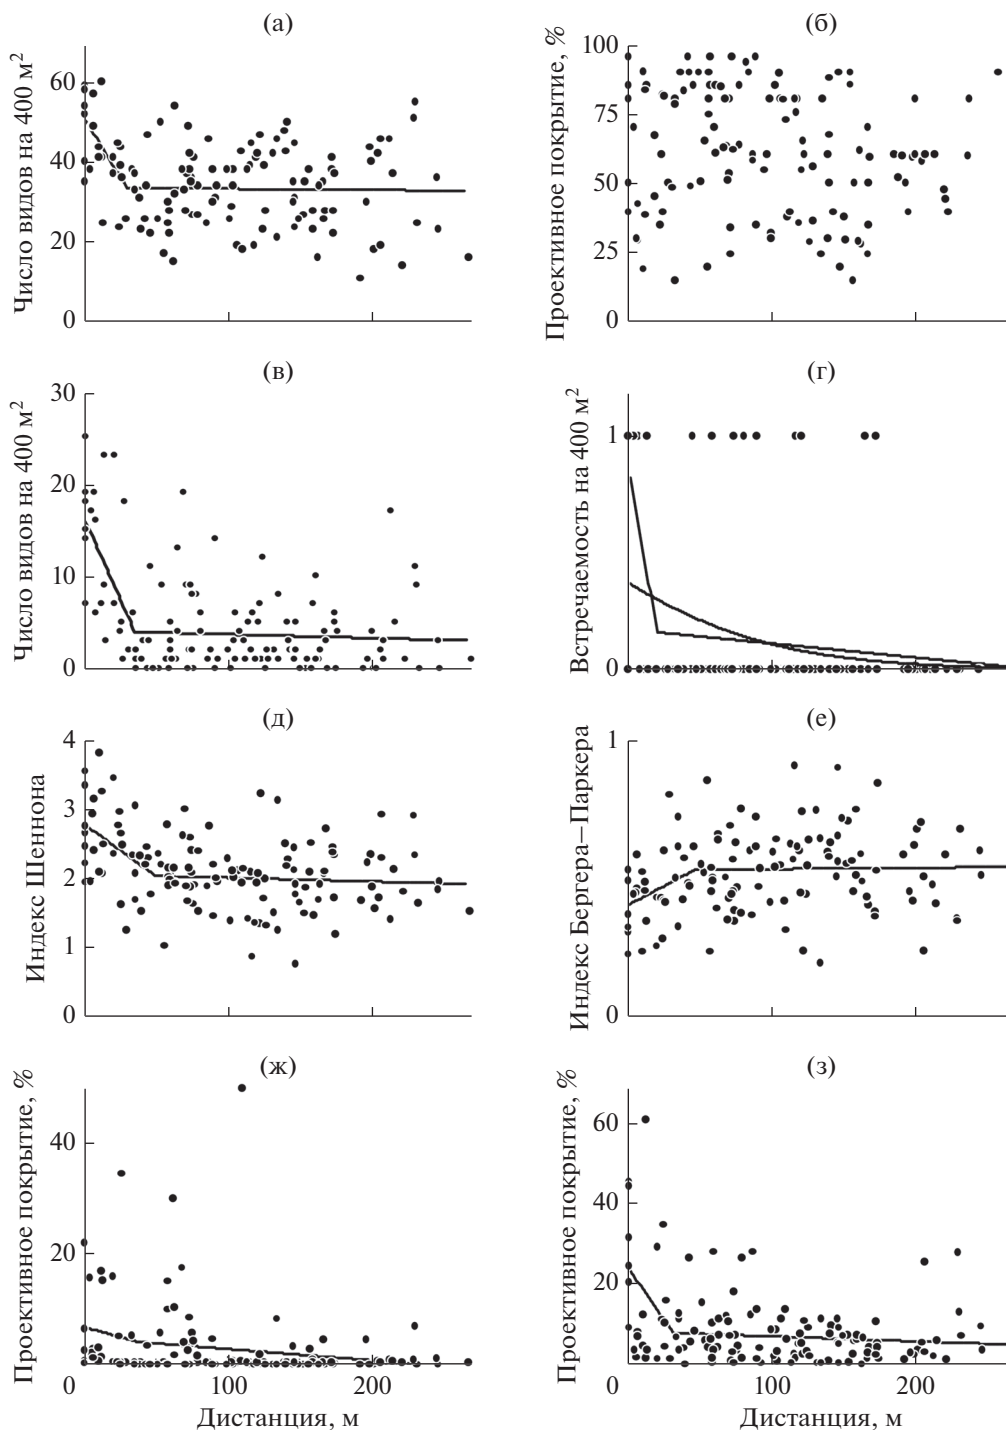 (а)
Число видов на 400 м²
60
40
20
0
(б)
Проективное покрытие, %
100
75
50
25
0
(в)
Число видов на 400 м²
30
20
10
0
(г)
Встречаемость на 400 м²
1
0
(д)
Индекс Шеннона
4
3
2
1
0
(е)
Индекс Бергера–Паркера
1
0
(ж)
Проективное покрытие, %
40
20
0
0
100
200
Дистанция, м
(з)
Проективное покрытие, %
60
40
20
0
0
100
200
Дистанция, м